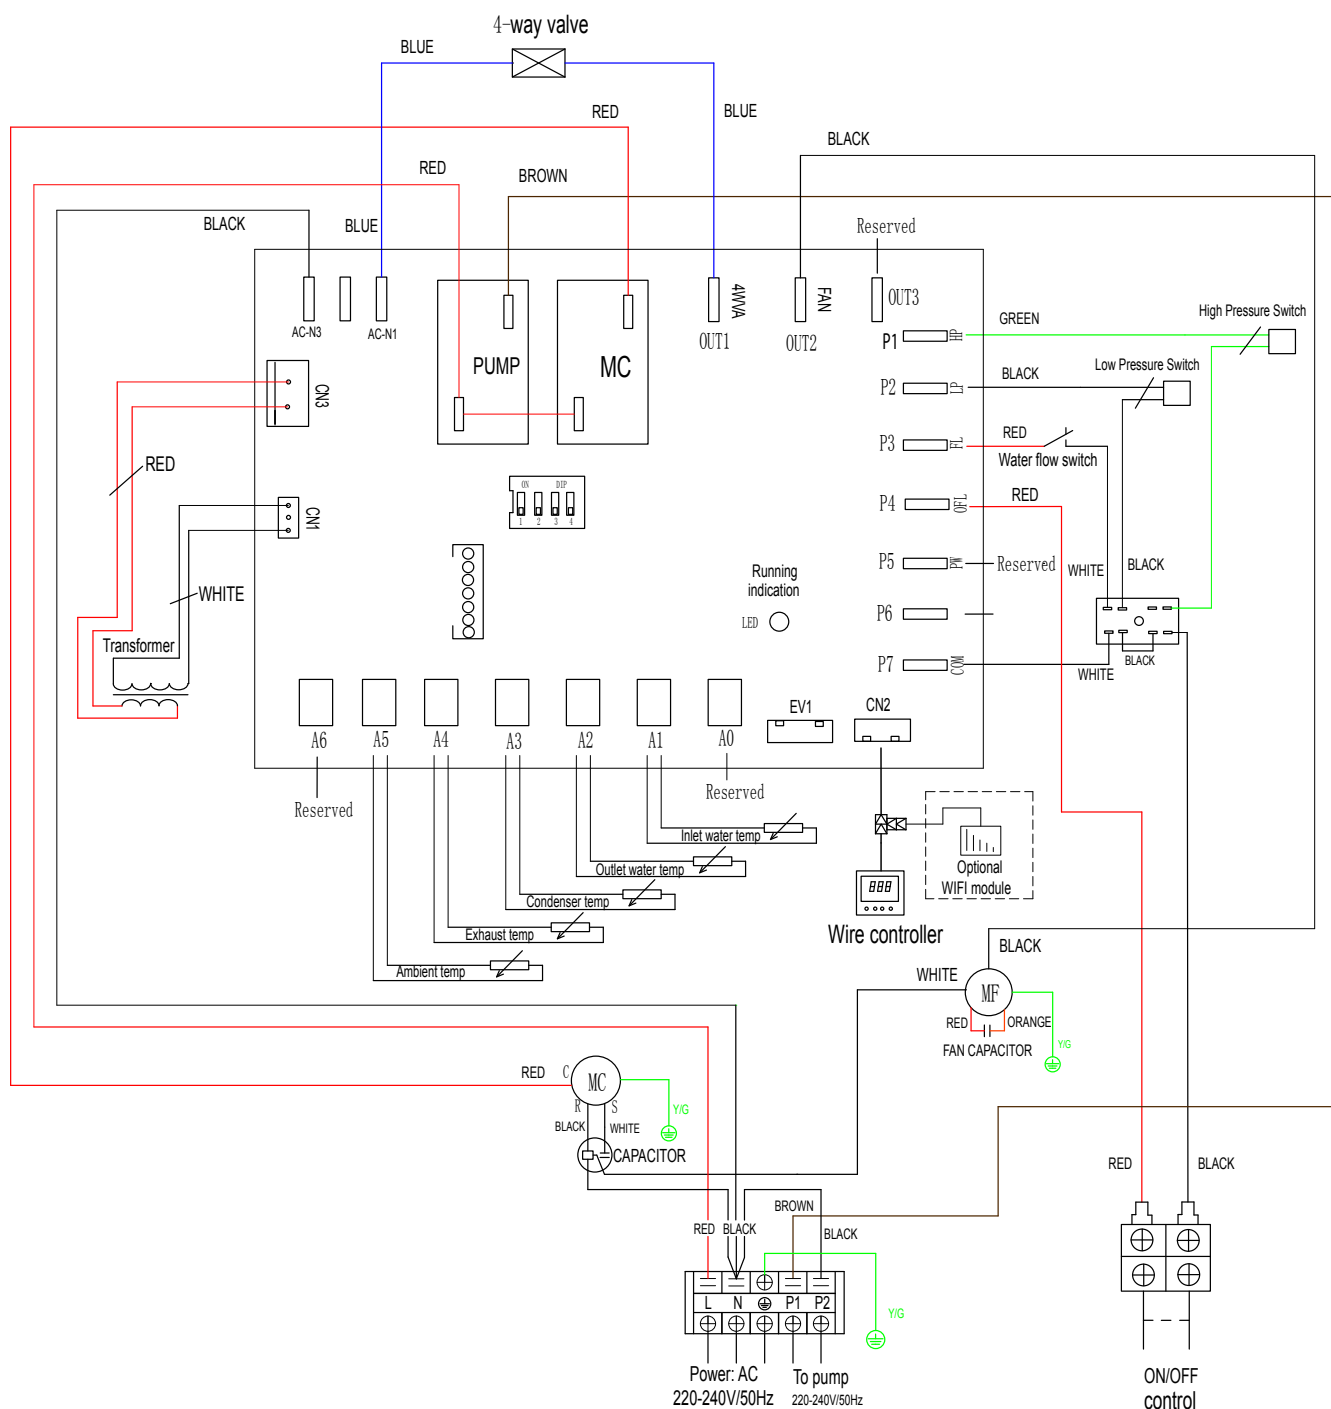 4-way valve
BLUE
RED
BLUE
BLACK
RED
BROWN
BLACK
BLUE
Reserved
AC-N3
AC-N1
4WVA
OUT1
FAN
OUT2
OUT3
PUMP
MC
P1
HP
GREEN
High Pressure Switch
P2
LP
BLACK
Low Pressure Switch
P3
FL
RED
Water flow switch
P4
OFL
RED
P5
PW
Reserved
P6
P7
COM
WHITE
BLACK
WHITE
BLACK
CN3
RED
CN1
WHITE
Transformer
ON DIP
1 2 3 4
Running
indication
LED
A6
A5
A4
A3
A2
A1
A0
EV1
CN2
Reserved
Reserved
Inlet water temp
Outlet water temp
Condenser temp
Exhaust temp
Ambient temp
888
Optional
WIFI module
Wire controller
BLACK
WHITE
MF
RED
ORANGE
FAN CAPACITOR
Y/G
RED
C
MC
R
S
BLACK
WHITE
Y/G
CAPACITOR
RED
BLACK
BROWN
BLACK
L
N
P1
P2
Y/G
Power: AC
220-240V/50Hz
To pump
220-240V/50Hz
RED
BLACK
ON/OFF
control